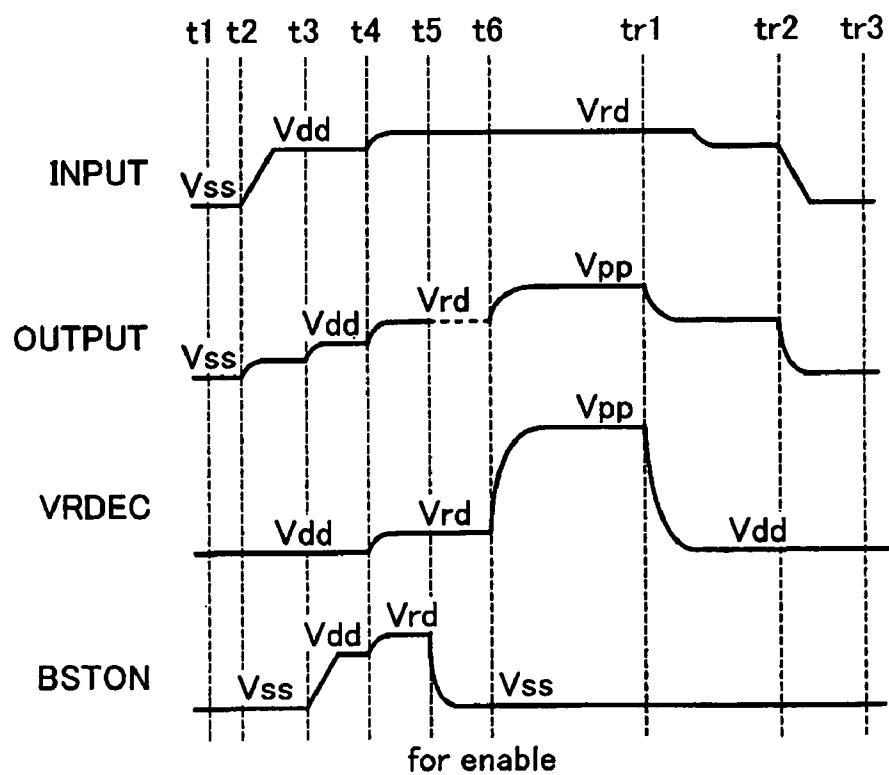 t1 t2 t3 t4 t5 t6 tr1 tr2 tr3
INPUT Vss Vdd Vrd
OUTPUT Vss Vdd Vrd Vpp
VRDEC Vdd Vrd Vpp Vdd
BSTON Vss Vdd Vrd Vss
for enable